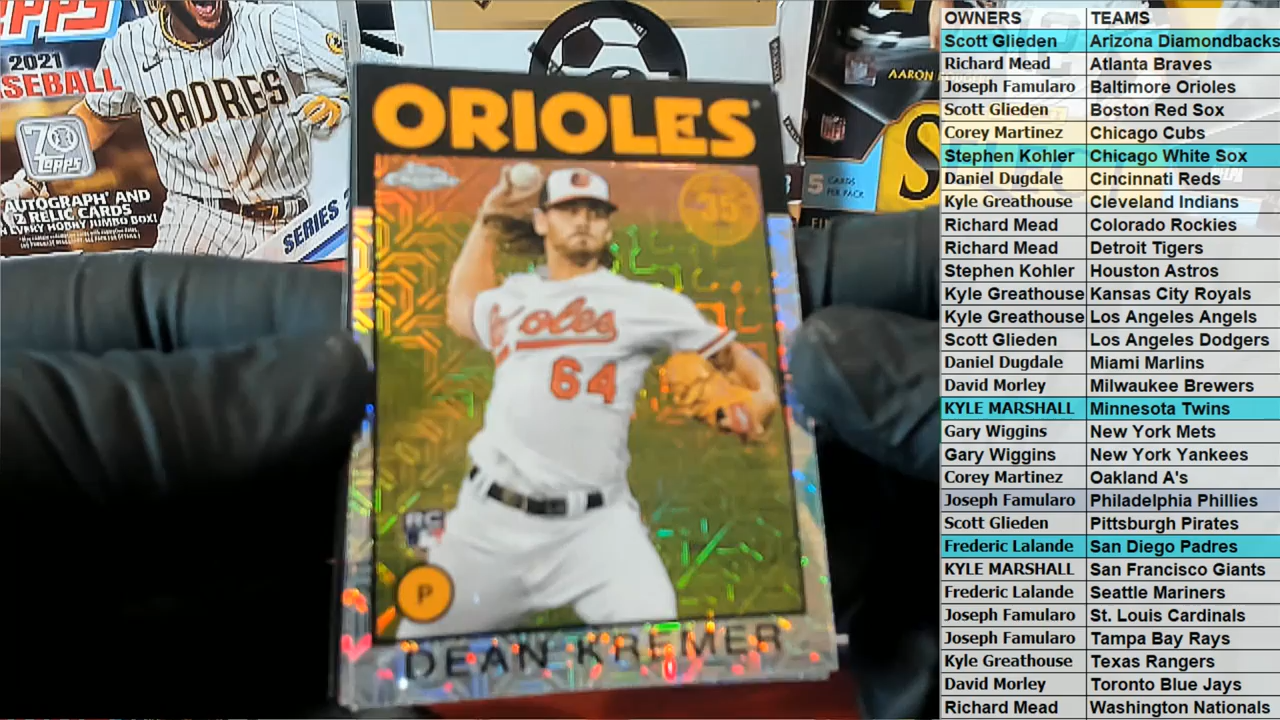 2021
BASEBALL
70
topps
AUTOGRAPH AND
2 RELIC CARDS
SERIES
PADRES
AARON
5 CARDS
PER PACK
NFL
ORIOLES
Topps
Chrome
35
oles
64
RC
P
DEAN KREMER
OWNERS TEAMS
Scott Glieden Arizona Diamondbacks
Richard Mead Atlanta Braves
Joseph Famularo Baltimore Orioles
Scott Glieden Boston Red Sox
Corey Martinez Chicago Cubs
Stephen Kohler Chicago White Sox
Daniel Dugdale Cincinnati Reds
Kyle Greathouse Cleveland Indians
Richard Mead Colorado Rockies
Richard Mead Detroit Tigers
Stephen Kohler Houston Astros
Kyle Greathouse Kansas City Royals
Kyle Greathouse Los Angeles Angels
Scott Glieden Los Angeles Dodgers
Daniel Dugdale Miami Marlins
David Morley Milwaukee Brewers
KYLE MARSHALL Minnesota Twins
Gary Wiggins New York Mets
Gary Wiggins New York Yankees
Corey Martinez Oakland A's
Joseph Famularo Philadelphia Phillies
Scott Glieden Pittsburgh Pirates
Frederic Lalande San Diego Padres
KYLE MARSHALL San Francisco Giants
Frederic Lalande Seattle Mariners
Joseph Famularo St. Louis Cardinals
Joseph Famularo Tampa Bay Rays
Kyle Greathouse Texas Rangers
David Morley Toronto Blue Jays
Richard Mead Washington Nationals